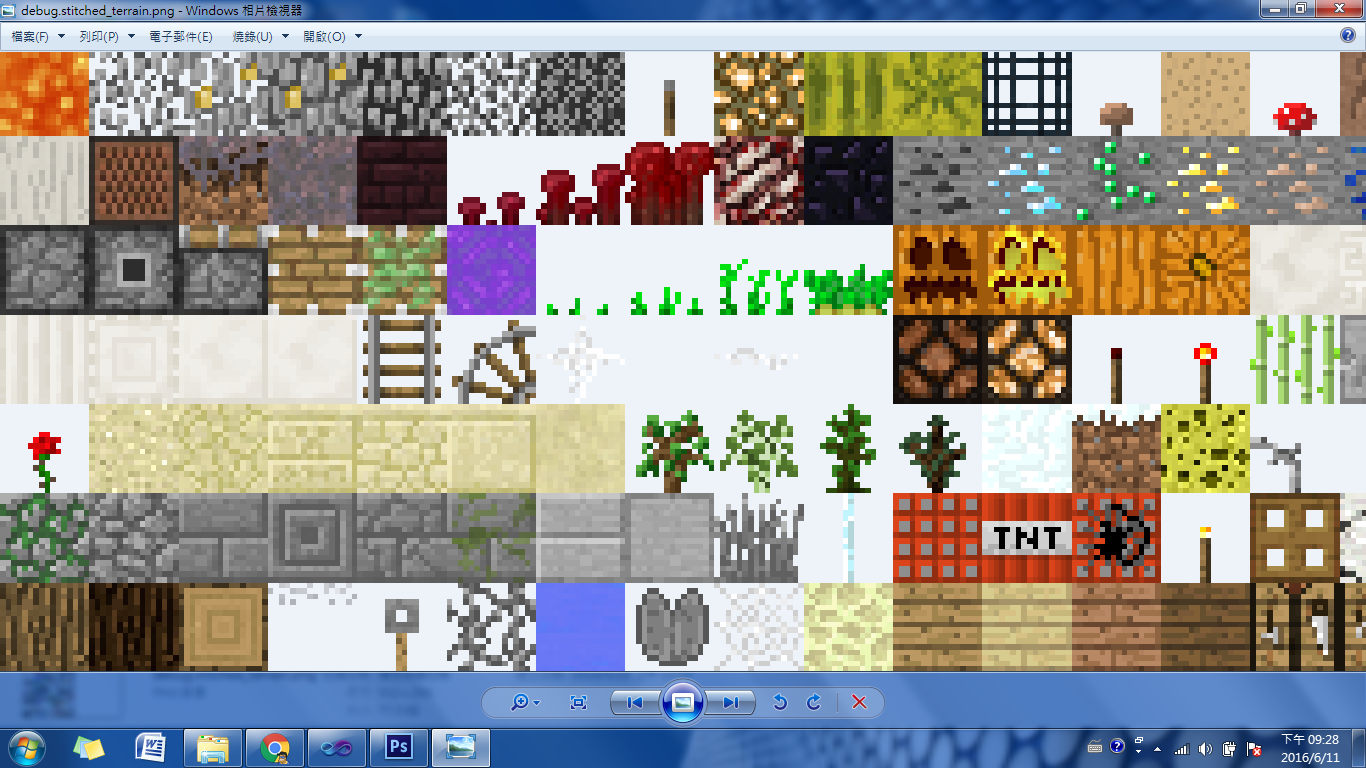 debug.stitched_terrain.png - Windows 相片檢視器
檔案(F) 列印(P) 電子郵件(E) 燒錄(U) 開啟(O)
TNT
Ps
下午 09:28
2016/6/11